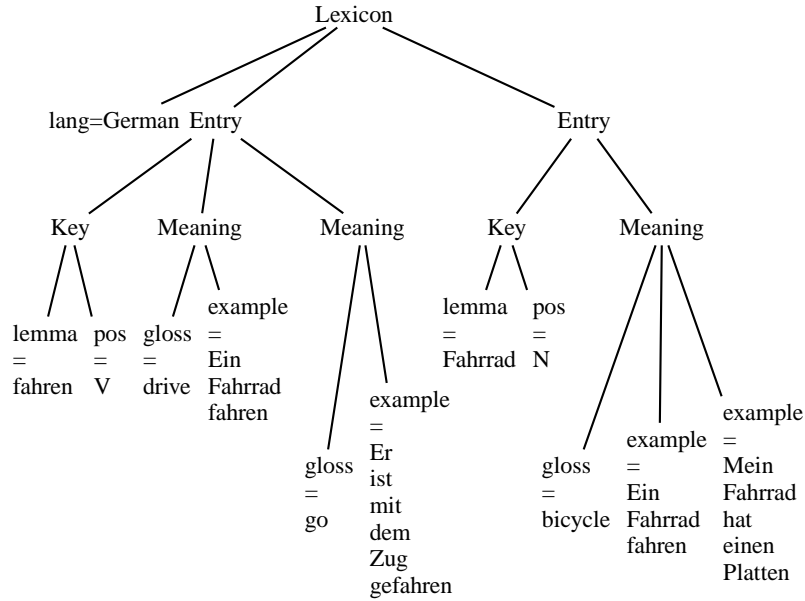 Lexicon
lang=German
Entry
Entry
Key
Meaning
Meaning
Key
Meaning
lemma
=
fahren
pos
=
V
gloss
=
drive
example
=
Ein
Fahrrad
fahren
gloss
=
go
example
=
Er
ist
mit
dem
Zug
gefahren
lemma
=
Fahrrad
pos
=
N
gloss
=
bicycle
example
=
Ein
Fahrrad
fahren
example
=
Mein
Fahrrad
hat
einen
Platten